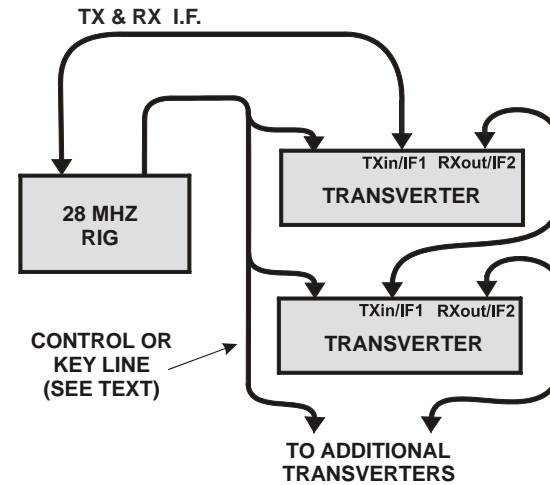 TX & RX I.F.
TXin/IF1 RXout/IF2
TRANSVERTER
28 MHZ
RIG
TXin/IF1 RXout/IF2
TRANSVERTER
CONTROL OR
KEY LINE
(SEE TEXT)
TO ADDITIONAL
TRANSVERTERS